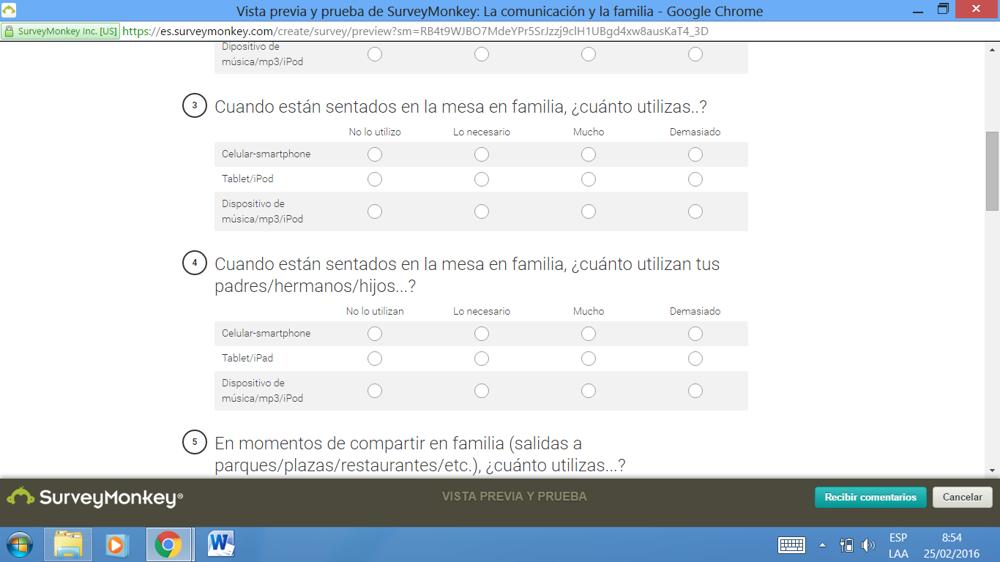 Vista previa y prueba de SurveyMonkey: La comunicación y la familia - Google Chrome
SurveyMonkey Inc. [US] https://es.surveymonkey.com/create/survey/preview?sm=RB4t9WJBO7MdeYPr5SrJzzj9clH1UBgd4xw8ausKaT4_3D
Dipositivo de
música/mp3/iPod
3 Cuando están sentados en la mesa en familia, ¿cuánto utilizas..?
No lo utilizo Lo necesario Mucho Demasiado
Celular-smartphone
Tablet/iPod
Dispositivo de
música/mp3/iPod
4 Cuando están sentados en la mesa en familia, ¿cuánto utilizan tus
padres/hermanos/hijos...?
No lo utilizan Lo necesario Mucho Demasiado
Celular-smartphone
Tablet/iPad
Dispositivo de
música/mp3/iPod
5 En momentos de compartir en familia (salidas a
parques/plazas/restaurantes/etc.), ¿cuánto utilizas...?
SurveyMonkey® VISTA PREVIA Y PRUEBA Recibir comentarios Cancelar
ESP 8:54
LAA 25/02/2016